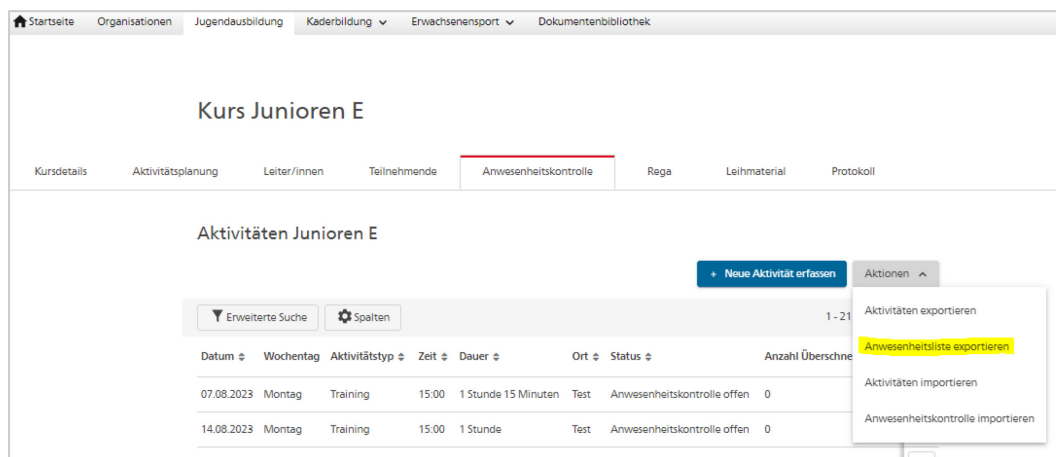 Startseite Organisationen Jugendausbildung Kaderbildung Erwachsenensport Dokumentenbibliothek
Kurs Junioren E
Kursdetails Aktivitätsplanung Leiter/innen Teilnehmende Anwesenheitskontrolle Rega Leihmaterial Protokoll
Aktivitäten Junioren E
+ Neue Aktivität erfassen Aktionen
Aktivitäten exportieren
Anwesenheitsliste exportieren
Aktivitäten importieren
Anwesenheitskontrolle importieren
Erweiterte Suche Spalten 1 - 21
Datum Wochentag Aktivitätstyp Zeit Dauer Ort Status Anzahl Überschne
07.08.2023 Montag Training 15:00 1 Stunde 15 Minuten Test Anwesenheitskontrolle offen 0
14.08.2023 Montag Training 15:00 1 Stunde Test Anwesenheitskontrolle offen 0